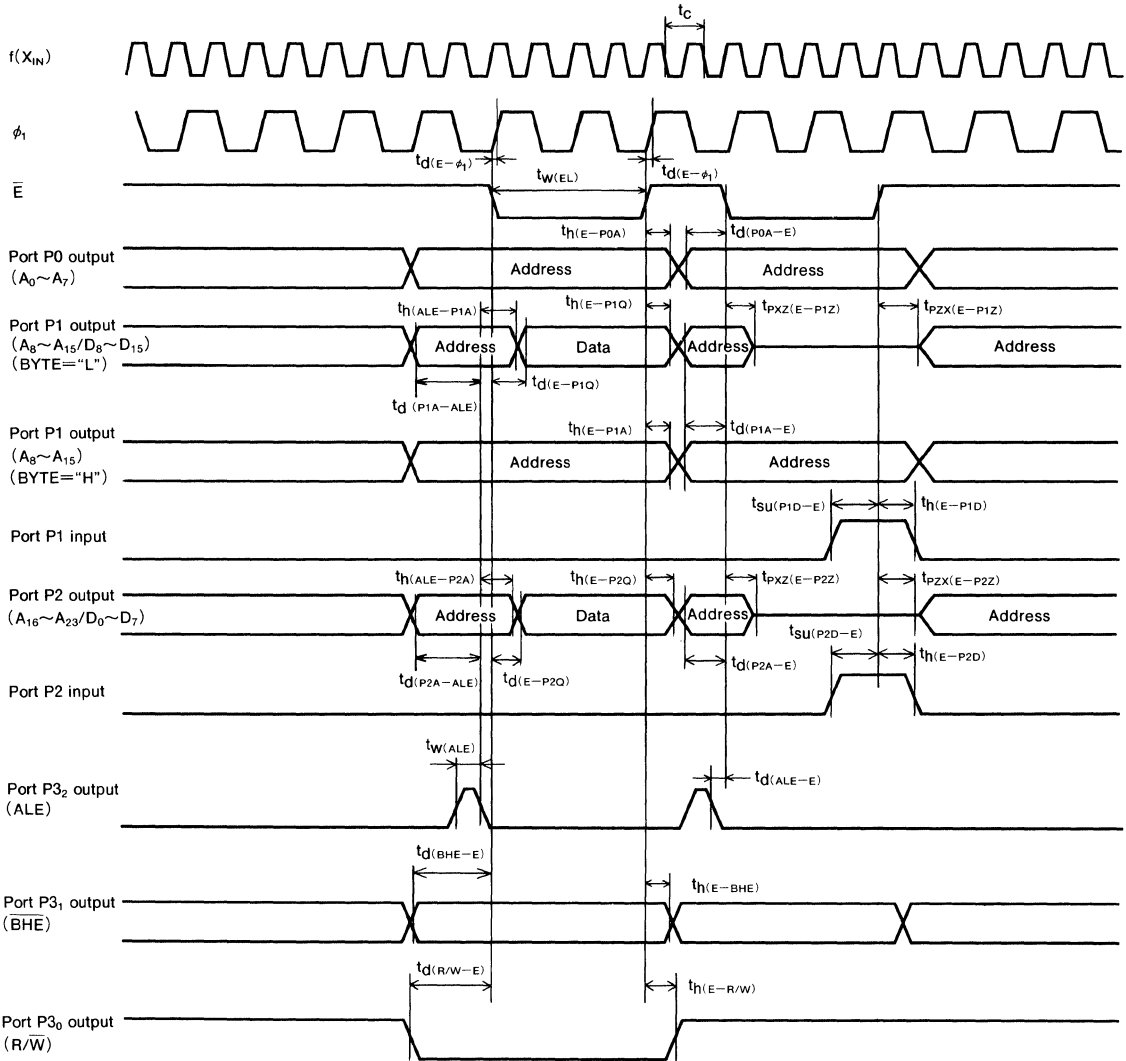 tC
f(XIN)
ϕ1
td(E−ϕ1)
tW(EL)
td(E−ϕ1)
E̅
th(E−P0A)
td(P0A−E)
Port P0 output
(A0～A7)
Address
Address
th(ALE−P1A)
th(E−P1Q)
tPXZ(E−P1Z)
tPZX(E−P1Z)
Port P1 output
(A8～A15/D8～D15)
(BYTE=“L”)
Address
Data
Address
Address
td(E−P1Q)
td (P1A−ALE)
Port P1 output
(A8～A15)
(BYTE=“H”)
th(E−P1A)
td(P1A−E)
Address
Address
tsu(P1D−E)
th(E−P1D)
Port P1 input
th(ALE−P2A)
th(E−P2Q)
tPXZ(E−P2Z)
tPZX(E−P2Z)
Port P2 output
(A16～A23/D0～D7)
Address
Data
Address
Address
tsu(P2D−E)
th(E−P2D)
td(P2A−ALE)
td(E−P2Q)
td(P2A−E)
Port P2 input
tW(ALE)
td(ALE−E)
Port P32 output
(ALE)
td(BHE−E)
th(E−BHE)
Port P31 output
(B̅H̅E̅)
td(R/W−E)
th(E−R/W)
Port P30 output
(R/W̅)